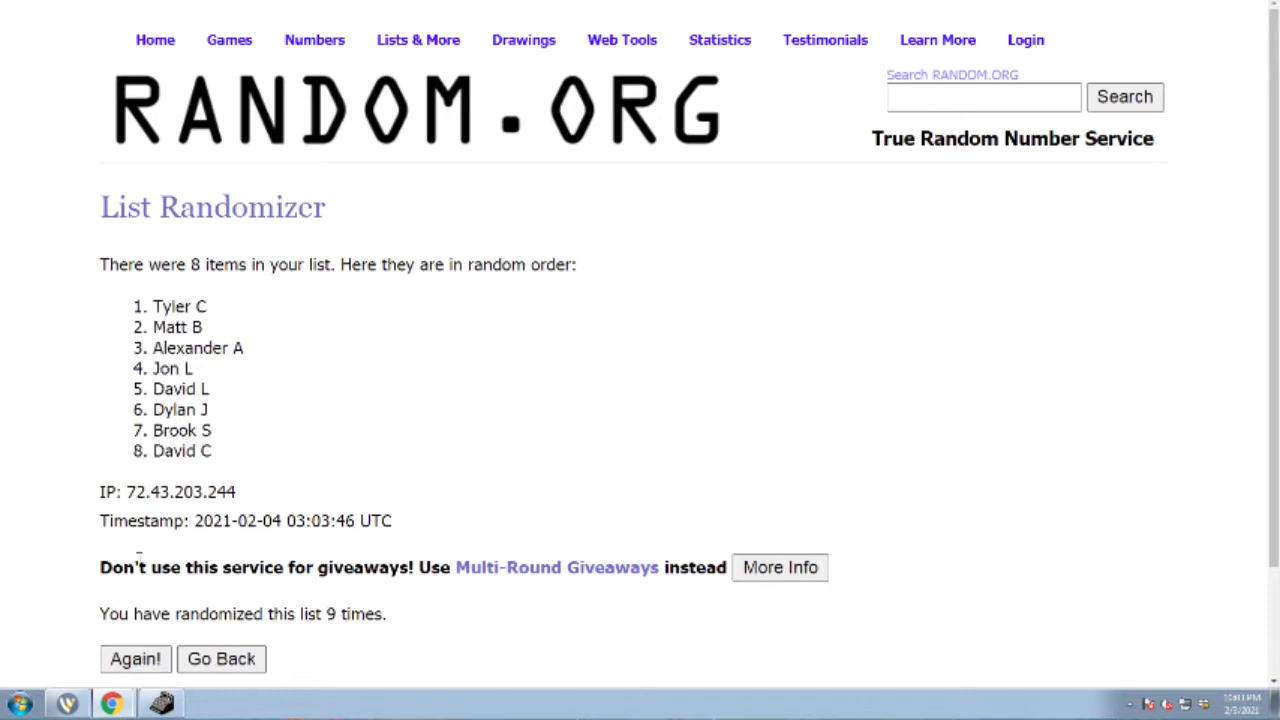 Home Games Numbers Lists & More Drawings Web Tools Statistics Testimonials Learn More Login
Search RANDOM.ORG
RANDOM.ORG
Search
True Random Number Service
List Randomizer
There were 8 items in your list. Here they are in random order:
1. Tyler C
2. Matt B
3. Alexander A
4. Jon L
5. David L
6. Dylan J
7. Brook S
8. David C
IP: 72.43.203.244
Timestamp: 2021-02-04 03:03:46 UTC
Don't use this service for giveaways! Use Multi-Round Giveaways instead More Info
You have randomized this list 9 times.
Again! Go Back
2/3/2021